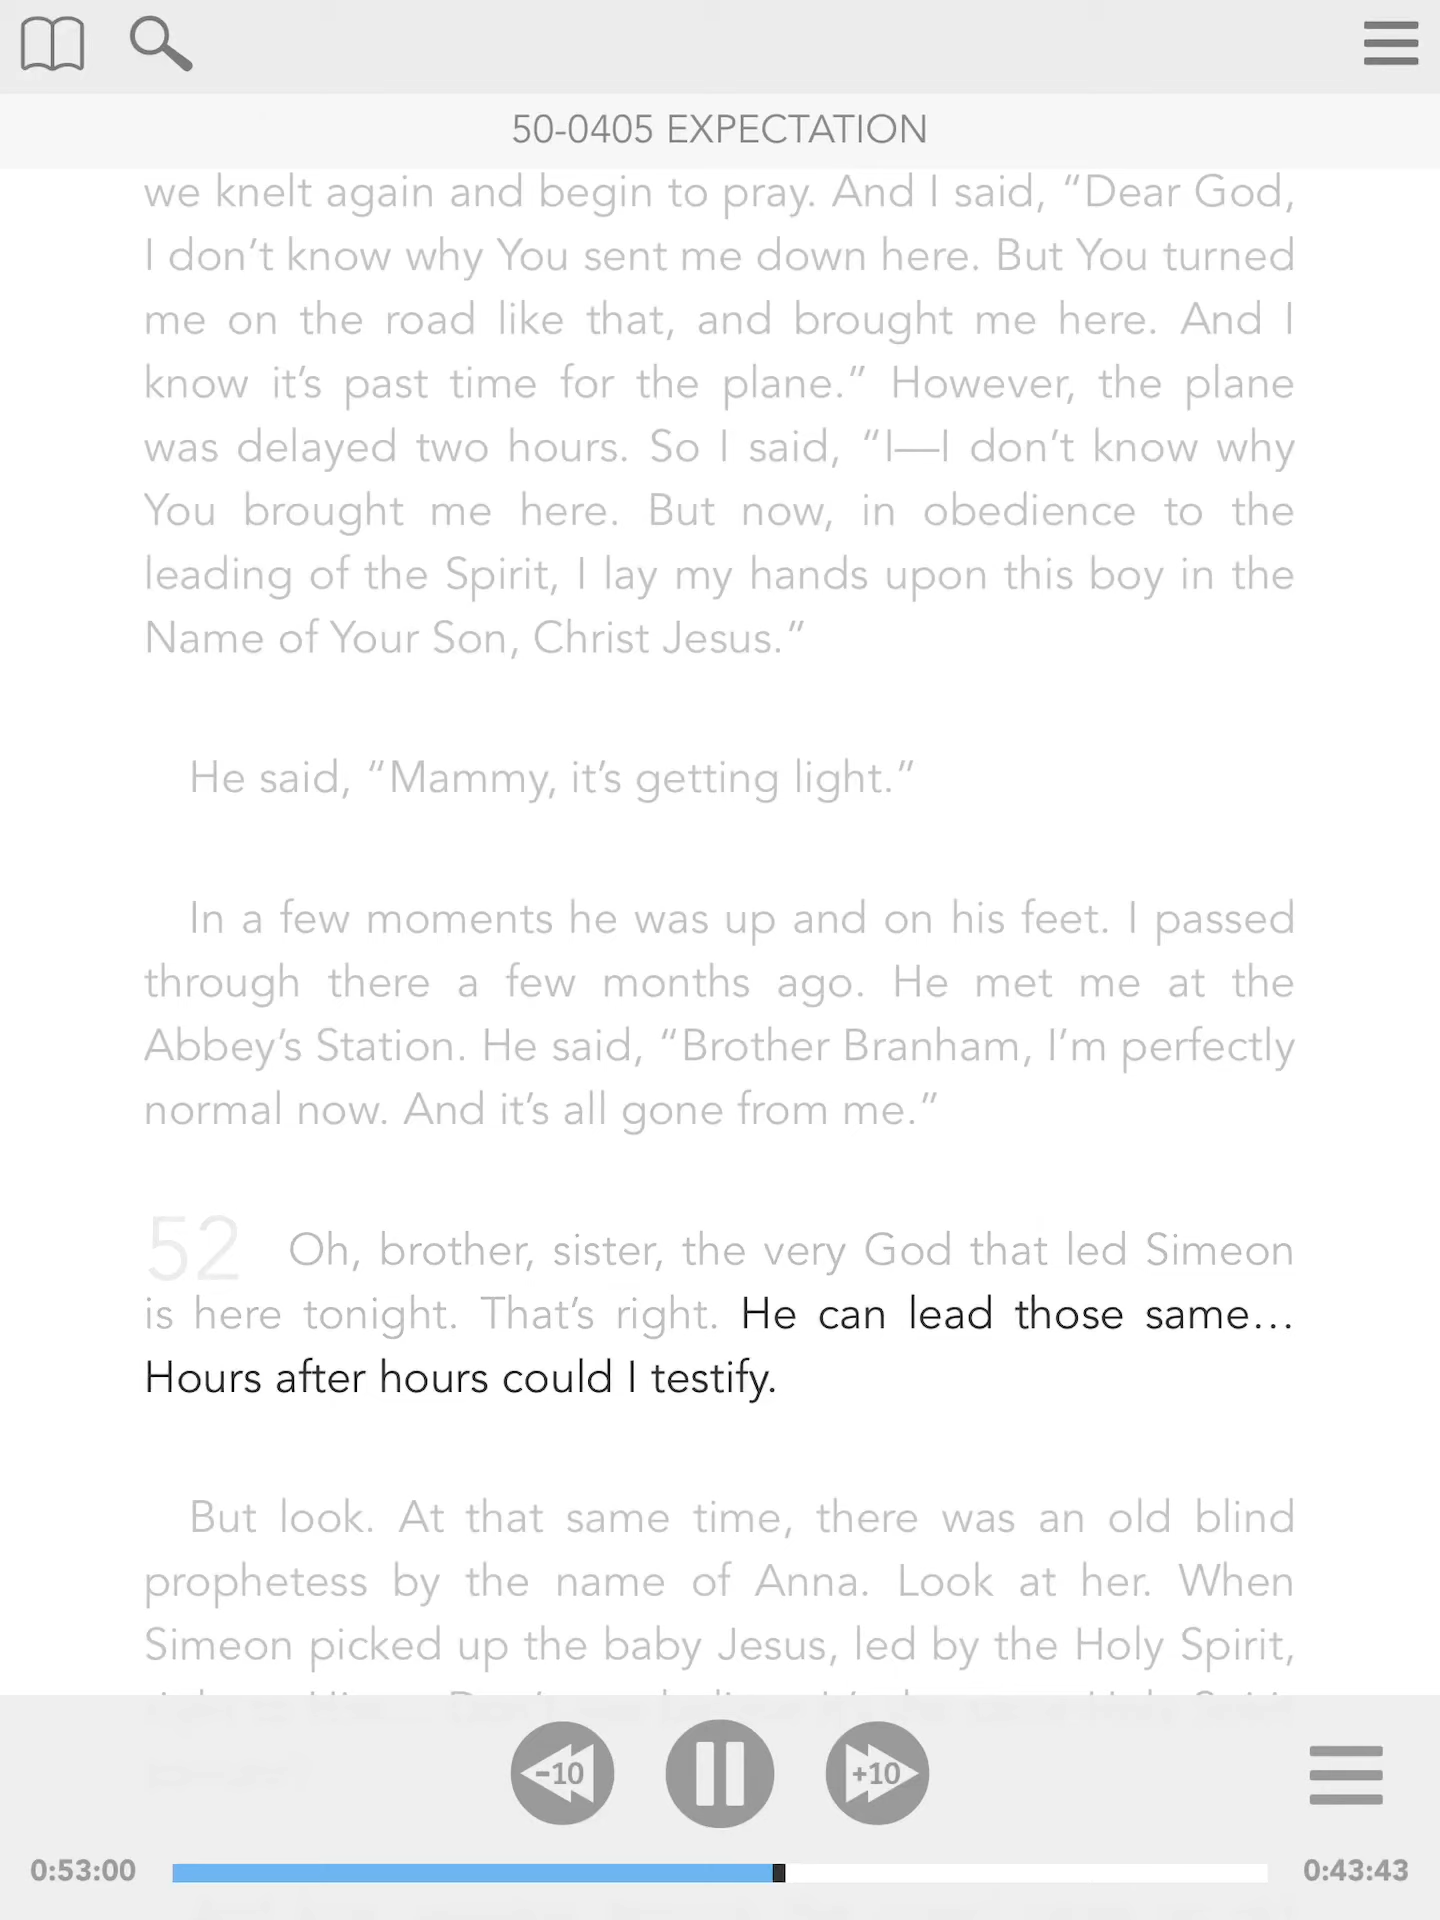 50-0405 EXPECTATION
we knelt again and begin to pray. And I said, “Dear God,
I don’t know why You sent me down here. But You turned
me on the road like that, and brought me here. And I
know it’s past time for the plane.” However, the plane
was delayed two hours. So I said, “I—I don’t know why
You brought me here. But now, in obedience to the
leading of the Spirit, I lay my hands upon this boy in the
Name of Your Son, Christ Jesus.”
He said, “Mammy, it’s getting light.”
In a few moments he was up and on his feet. I passed
through there a few months ago. He met me at the
Abbey’s Station. He said, “Brother Branham, I’m perfectly
normal now. And it’s all gone from me.”
52 Oh, brother, sister, the very God that led Simeon
is here tonight. That’s right. He can lead those same…
Hours after hours could I testify.
But look. At that same time, there was an old blind
prophetess by the name of Anna. Look at her. When
Simeon picked up the baby Jesus, led by the Holy Spirit,
-10 +10
0:53:00 0:43:43